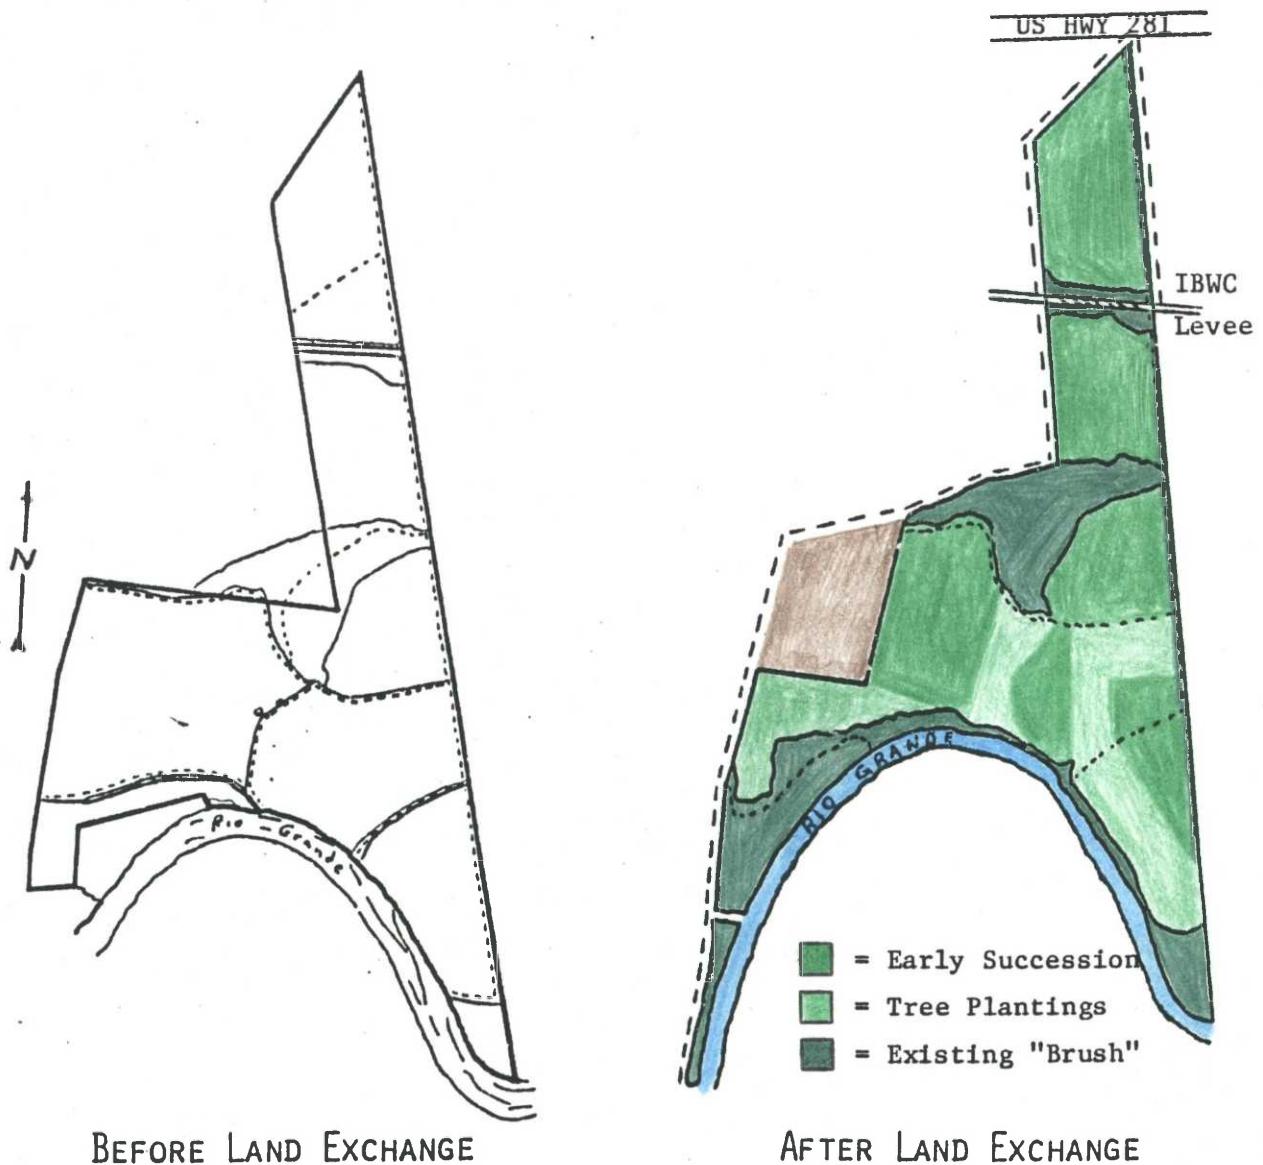 US HWY 281
IBWC
Levee
N
Rio - Grande
RIO GRANDE
= Early Succession
= Tree Plantings
= Existing "Brush"
BEFORE LAND EXCHANGE
AFTER LAND EXCHANGE